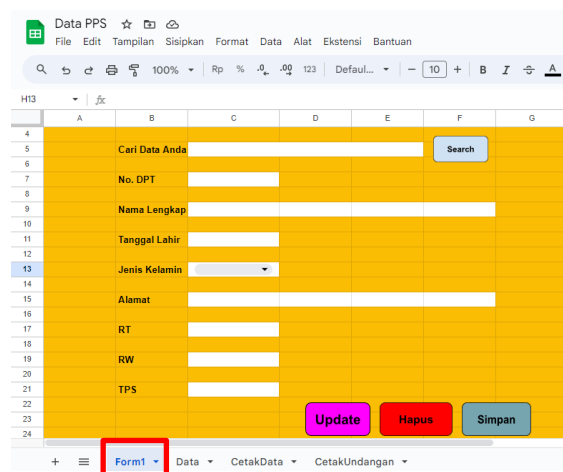 Data PPS
File Edit Tampilan Sisipkan Format Data Alat Ekstensi Bantuan
100% Rp % .0 .00 123 Defaul... − 10 + B I A
H13 fx
A B C D E F G
4
5 Cari Data Anda Search
6
7 No. DPT
8
9 Nama Lengkap
10
11 Tanggal Lahir
12
13 Jenis Kelamin
14
15 Alamat
16
17 RT
18
19 RW
20
21 TPS
22
23 Update Hapus Simpan
24
+ Form1 Data CetakData CetakUndangan